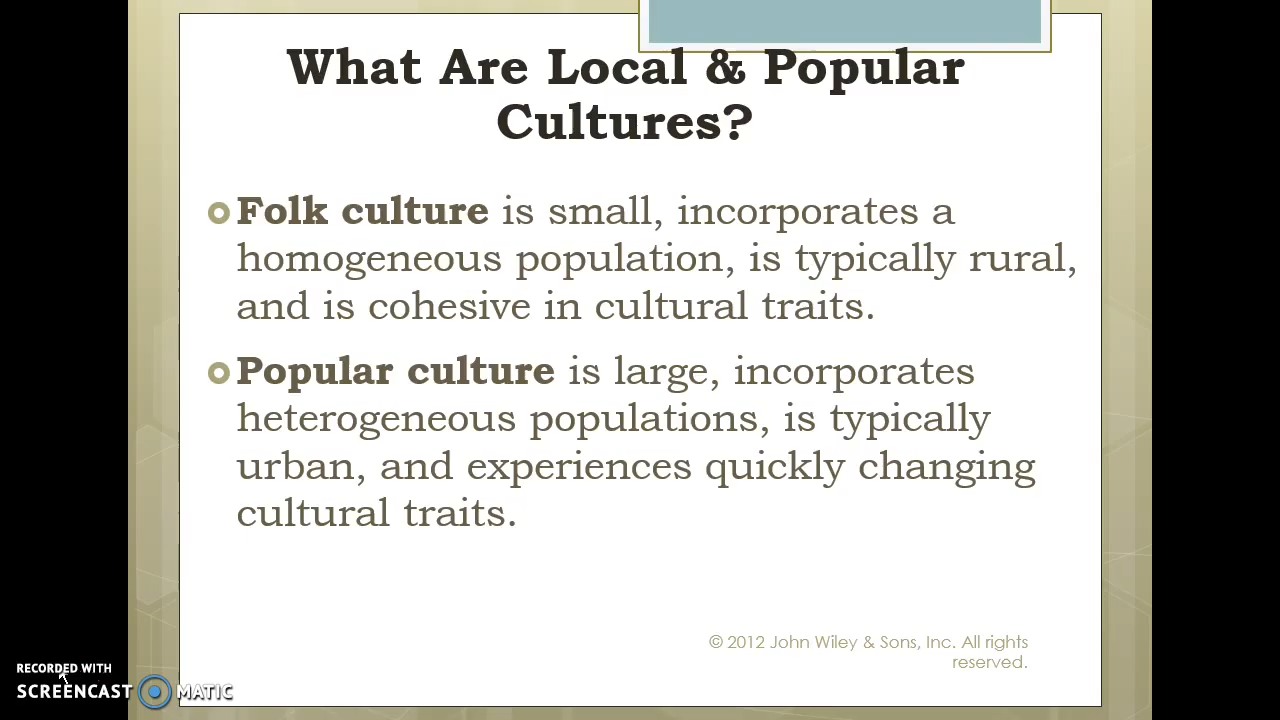 What Are Local & Popular
Cultures?
Folk culture is small, incorporates a
homogeneous population, is typically rural,
and is cohesive in cultural traits.
Popular culture is large, incorporates
heterogeneous populations, is typically
urban, and experiences quickly changing
cultural traits.
© 2012 John Wiley & Sons, Inc. All rights
reserved.
RECORDED WITH
SCREENCAST MATIC